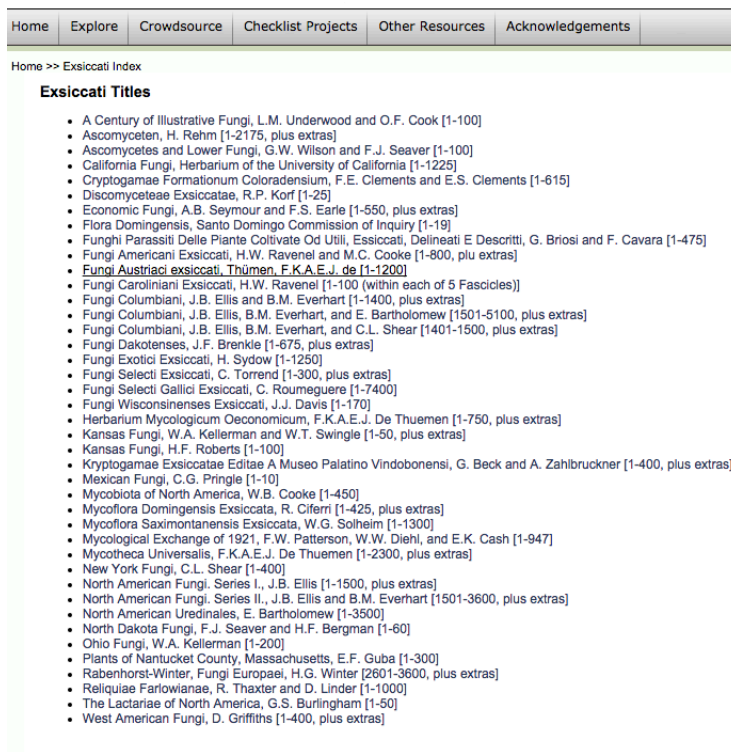 Home Explore Crowdsource Checklist Projects Other Resources Acknowledgements
Home >> Exsiccati Index
Exsiccati Titles
A Century of Illustrative Fungi, L.M. Underwood and O.F. Cook [1-100]
Ascomyceten, H. Rehm [1-2175, plus extras]
Ascomycetes and Lower Fungi, G.W. Wilson and F.J. Seaver [1-100]
California Fungi, Herbarium of the University of California [1-1225]
Cryptogamae Formationum Coloradensium, F.E. Clements and E.S. Clements [1-615]
Discomyceteae Exsiccatae, R.P. Korf [1-25]
Economic Fungi, A.B. Seymour and F.S. Earle [1-550, plus extras]
Flora Domingensis, Santo Domingo Commission of Inquiry [1-19]
Funghi Parassiti Delle Piante Coltivate Od Utili, Essiccati, Delineati E Descritti, G. Briosi and F. Cavara [1-475]
Fungi Americani Exsiccati, H.W. Ravenel and M.C. Cooke [1-800, plu extras]
Fungi Austriaci exsiccati, Thümen, F.K.A.E.J. de [1-1200]
Fungi Caroliniani Exsiccati, H.W. Ravenel [1-100 (within each of 5 Fascicles)]
Fungi Columbiani, J.B. Ellis and B.M. Everhart [1-1400, plus extras]
Fungi Columbiani, J.B. Ellis, B.M. Everhart, and E. Bartholomew [1501-5100, plus extras]
Fungi Columbiani, J.B. Ellis, B.M. Everhart, and C.L. Shear [1401-1500, plus extras]
Fungi Dakotenses, J.F. Brenkle [1-675, plus extras]
Fungi Exotici Exsiccati, H. Sydow [1-1250]
Fungi Selecti Exsiccati, C. Torrend [1-300, plus extras]
Fungi Selecti Gallici Exsiccati, C. Roumeguere [1-7400]
Fungi Wisconsinenses Exsiccati, J.J. Davis [1-170]
Herbarium Mycologicum Oeconomicum, F.K.A.E.J. De Thuemen [1-750, plus extras]
Kansas Fungi, W.A. Kellerman and W.T. Swingle [1-50, plus extras]
Kansas Fungi, H.F. Roberts [1-100]
Kryptogamae Exsiccatae Editae A Museo Palatino Vindobonensi, G. Beck and A. Zahlbruckner [1-400, plus extras]
Mexican Fungi, C.G. Pringle [1-10]
Mycobiota of North America, W.B. Cooke [1-450]
Mycoflora Domingensis Exsiccata, R. Ciferri [1-425, plus extras]
Mycoflora Saximontanensis Exsiccata, W.G. Solheim [1-1300]
Mycological Exchange of 1921, F.W. Patterson, W.W. Diehl, and E.K. Cash [1-947]
Mycotheca Universalis, F.K.A.E.J. De Thuemen [1-2300, plus extras]
New York Fungi, C.L. Shear [1-400]
North American Fungi. Series I., J.B. Ellis [1-1500, plus extras]
North American Fungi. Series II., J.B. Ellis and B.M. Everhart [1501-3600, plus extras]
North American Uredinales, E. Bartholomew [1-3500]
North Dakota Fungi, F.J. Seaver and H.F. Bergman [1-60]
Ohio Fungi, W.A. Kellerman [1-200]
Plants of Nantucket County, Massachusetts, E.F. Guba [1-300]
Rabenhorst-Winter, Fungi Europaei, H.G. Winter [2601-3600, plus extras]
Reliquiae Farlowianae, R. Thaxter and D. Linder [1-1000]
The Lactariae of North America, G.S. Burlingham [1-50]
West American Fungi, D. Griffiths [1-400, plus extras]